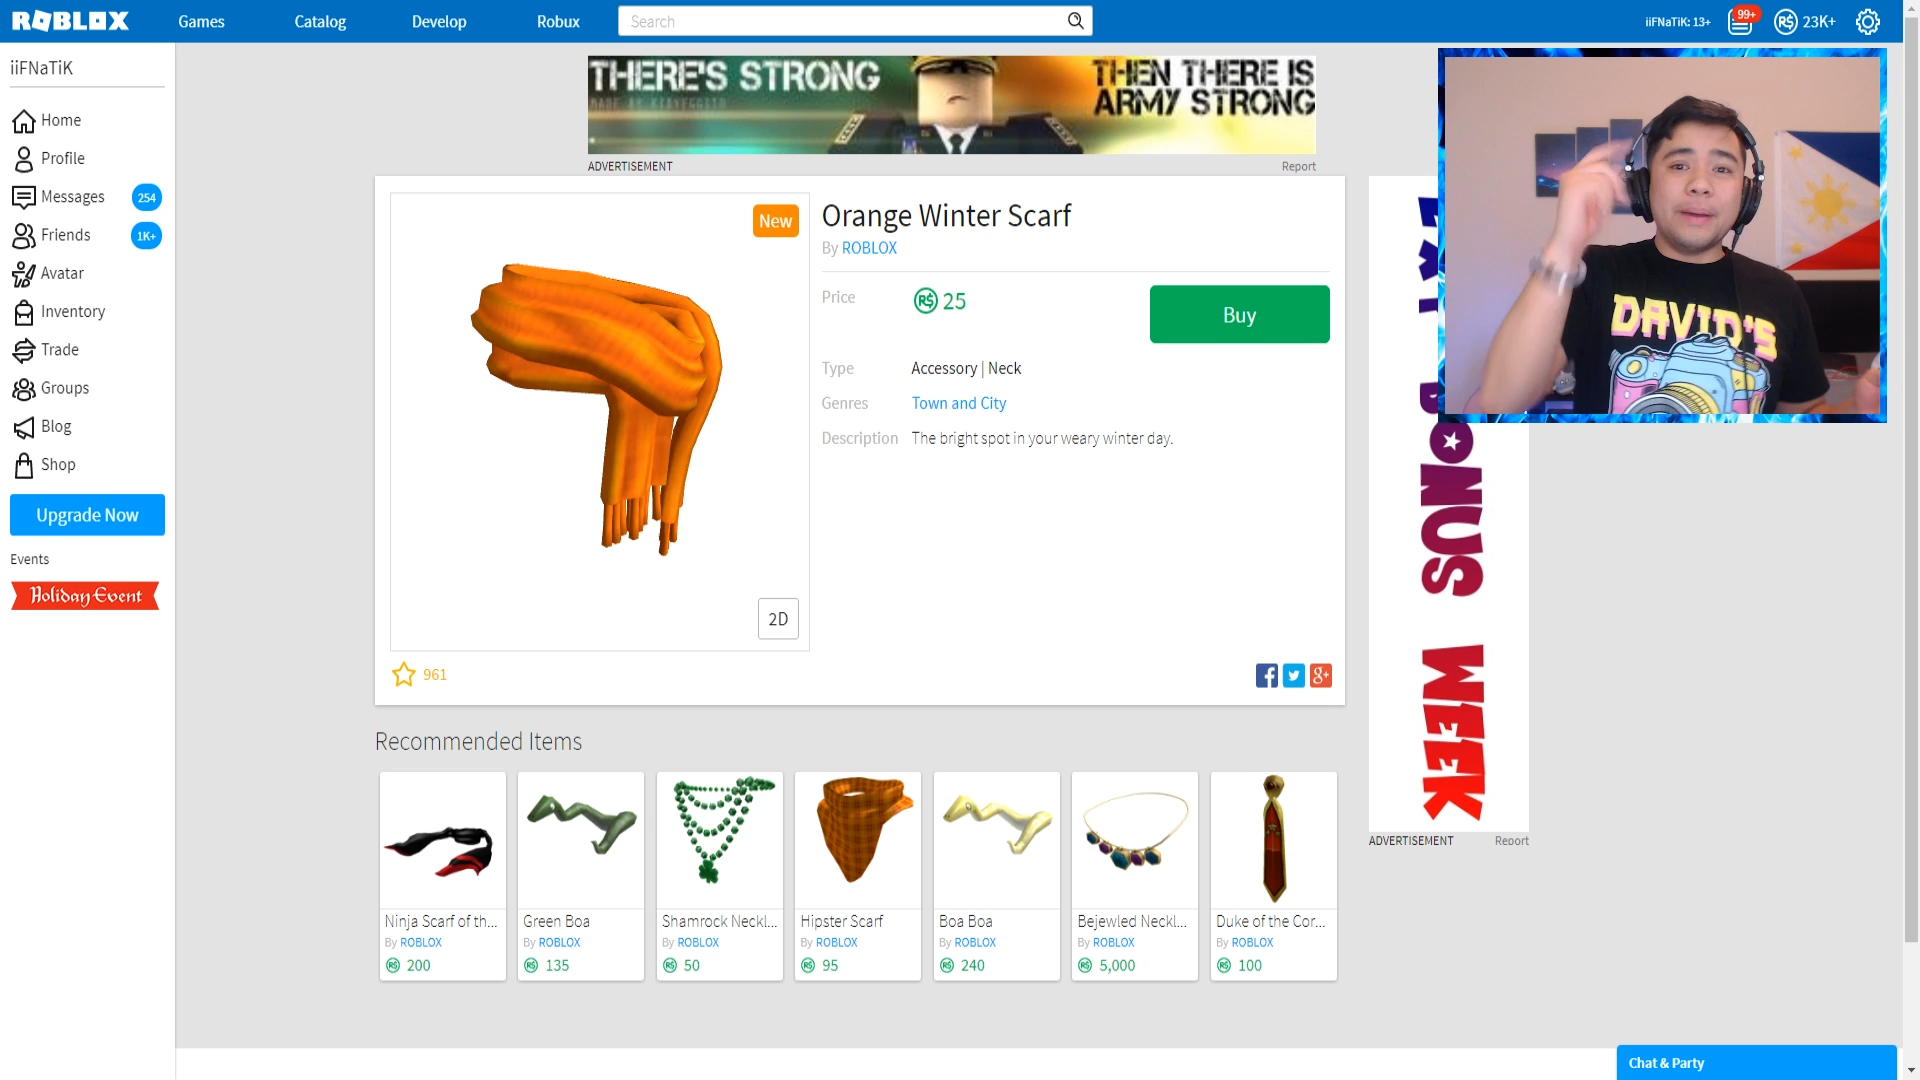 ROBLOX
Games
Catalog
Develop
Robux
Search
iiFNaTiK: 13+
99+
R$ 23K+
iiFNaTiK
Home
Profile
Messages 254
Friends 1K+
Avatar
Inventory
Trade
Groups
Blog
Shop
Upgrade Now
Events
Holiday Event
THERE'S STRONG
THEN THERE IS
ARMY STRONG
ADVERTISEMENT
Report
New
2D
961
Orange Winter Scarf
By ROBLOX
Price R$ 25
Buy
Type Accessory | Neck
Genres Town and City
Description The bright spot in your weary winter day.
f
g+
DAVID'S
WEEK
ADVERTISEMENT
Report
Recommended Items
Ninja Scarf of th...
By ROBLOX
R$ 200
Green Boa
By ROBLOX
R$ 135
Shamrock Neckl...
By ROBLOX
R$ 50
Hipster Scarf
By ROBLOX
R$ 95
Boa Boa
By ROBLOX
R$ 240
Bejewled Neckl...
By ROBLOX
R$ 5,000
Duke of the Cor...
By ROBLOX
R$ 100
Chat & Party